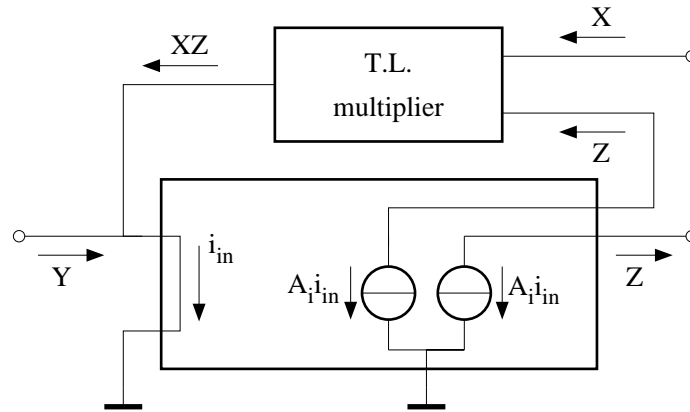 X
XZ
T.L.
multiplier
Z
i_in
A_i i_in
A_i i_in
Y
Z